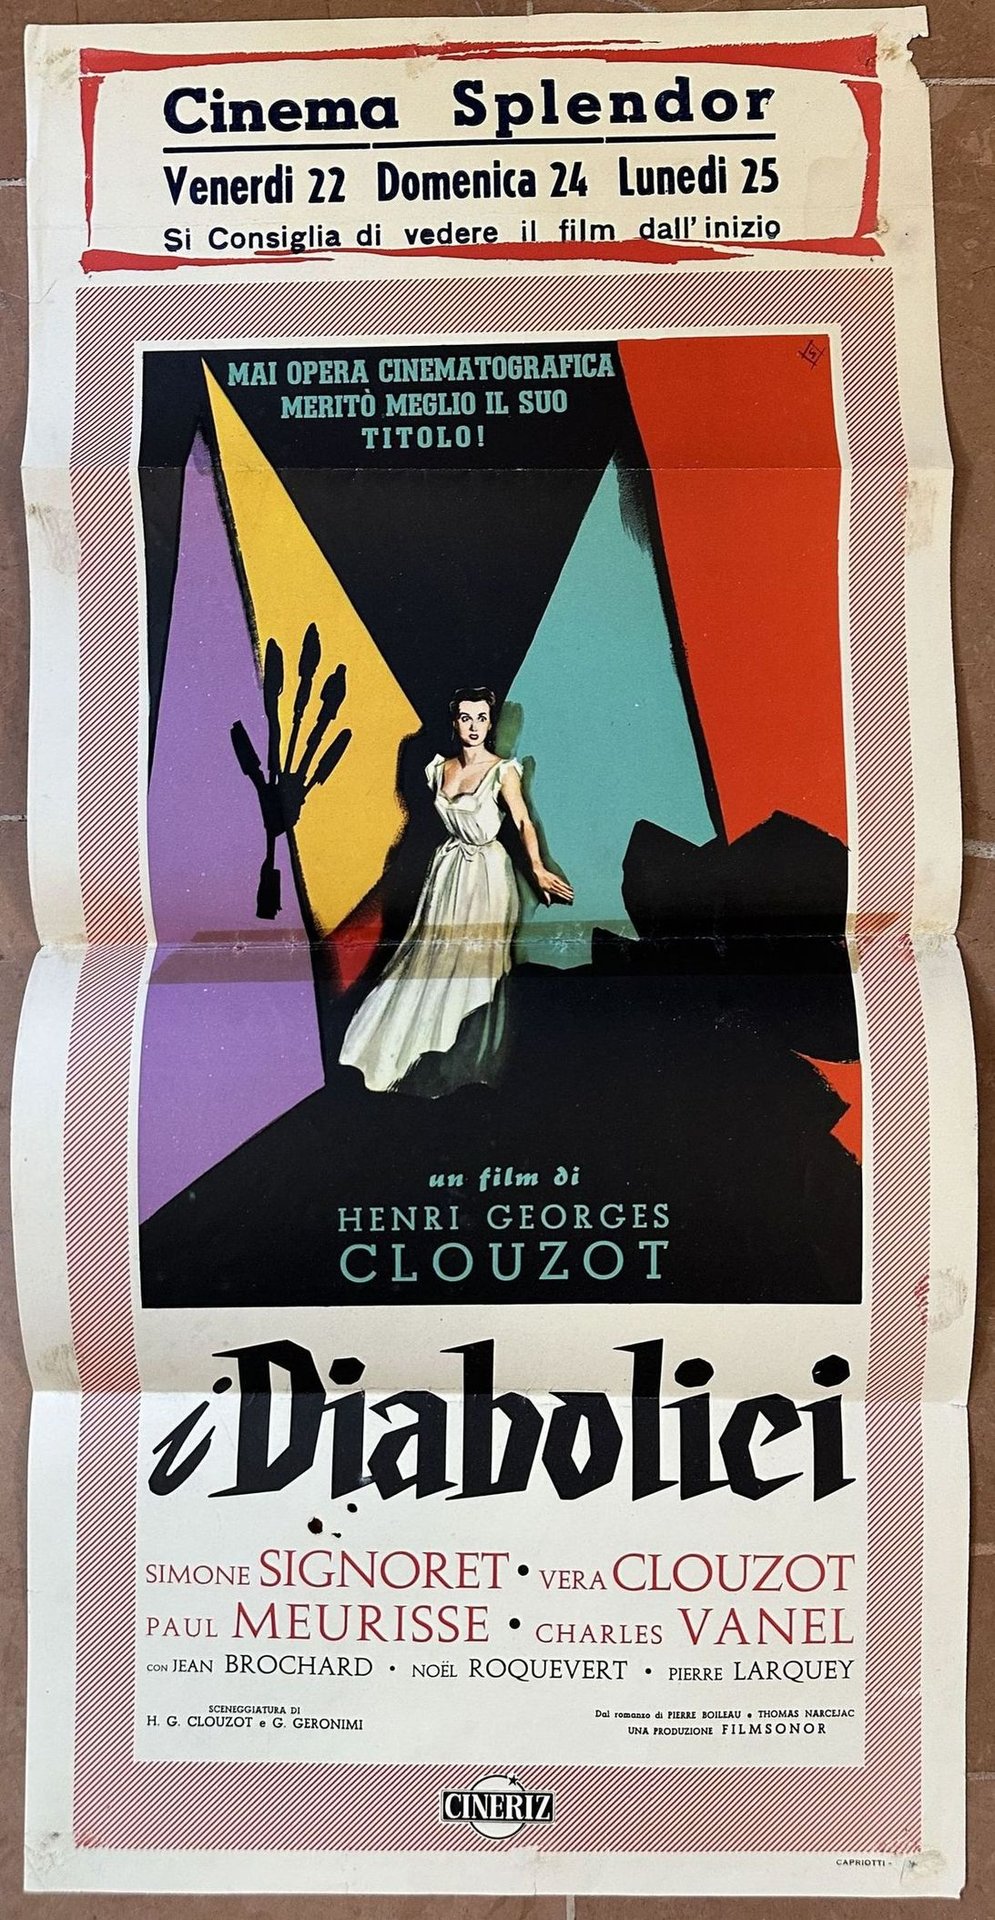 Cinema Splendor
Venerdi 22 Domenica 24 Lunedi 25
Si Consiglia di vedere il film dall'inizio
MAI OPERA CINEMATOGRAFICA
MERITÒ MEGLIO IL SUO
TITOLO!
un film di
HENRI GEORGES
CLOUZOT
i Diabolici
SIMONE SIGNORET • VERA CLOUZOT
PAUL MEURISSE • CHARLES VANEL
CON JEAN BROCHARD • NOËL ROQUEVERT • PIERRE LARQUEY
SCENEGGIATURA DI
H. G. CLOUZOT e G. GERONIMI
Dal romanzo di PIERRE BOILEAU e THOMAS NARCEJAC
UNA PRODUZIONE FILMSONOR
CINERIZ
CAPRIOTTI -